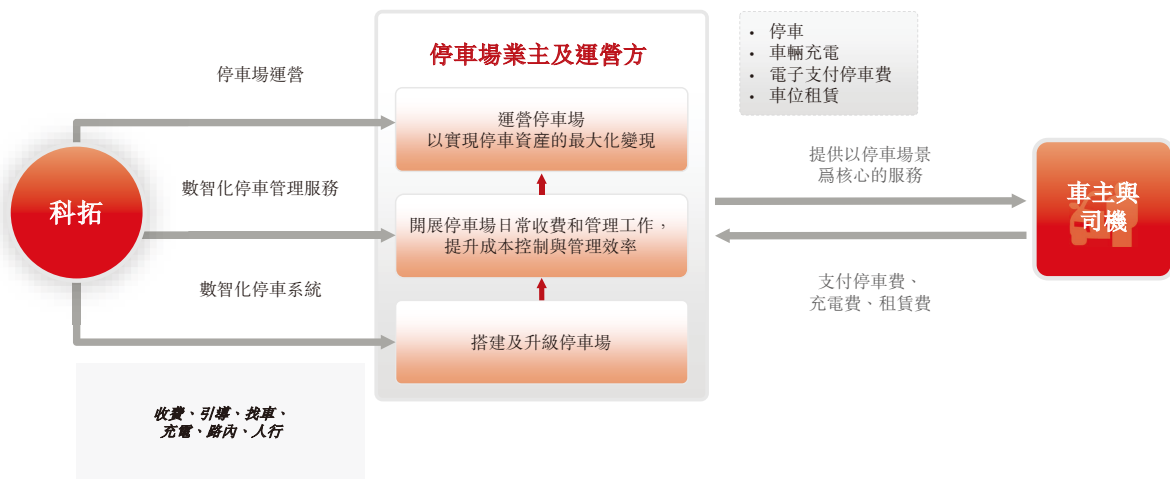 停車場運營
科拓
數智化停車管理服務
數智化停車系統
收費、引導、找車、
充電、路內、人行
停車場業主及運營方
運營停車場
以實現停車資産的最大化變現
開展停車場日常收費和管理工作，
提升成本控制與管理效率
搭建及升級停車場
• 停車
• 車輛充電
• 電子支付停車費
• 車位租賃
提供以停車場景
爲核心的服務
支付停車費、
充電費、租賃費
車主與
司機